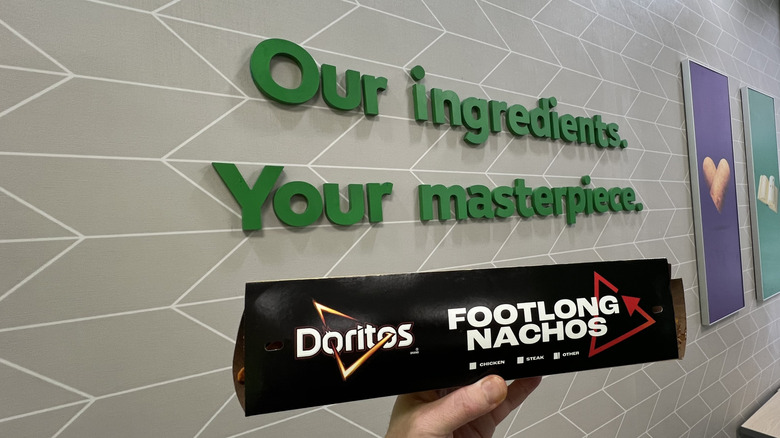 Our ingredients.
Your masterpiece.
Doritos
FOOTLONG
NACHOS
CHICKEN STEAK OTHER